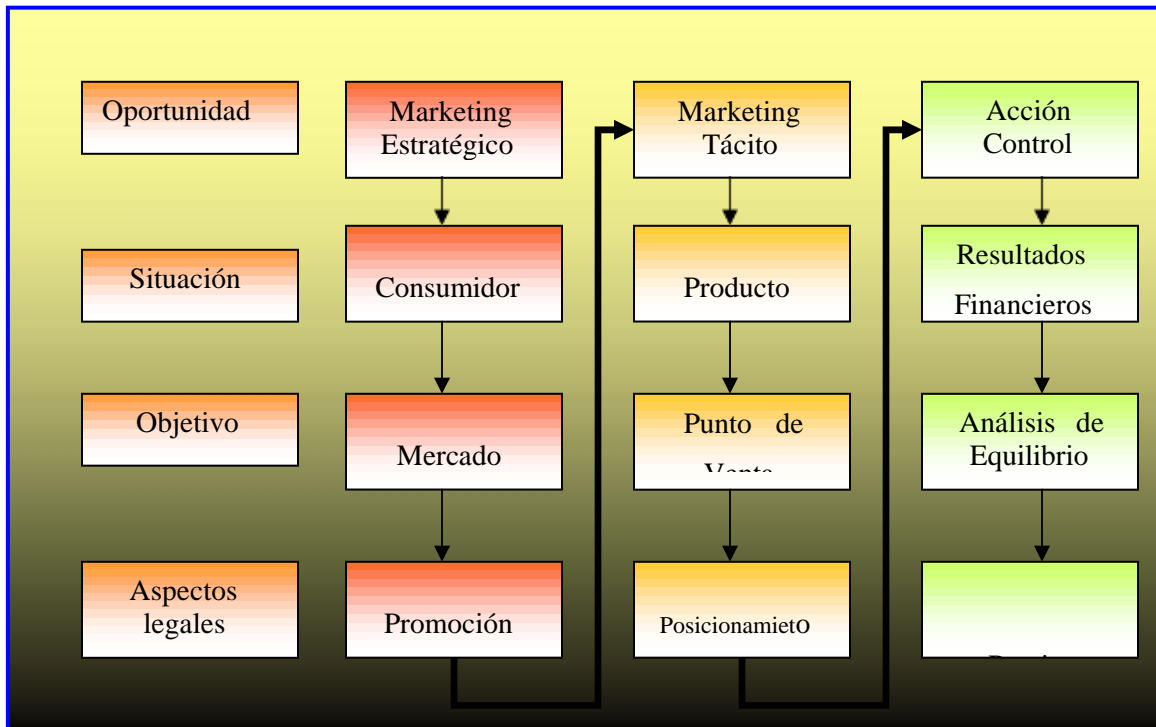 Oportunidad
Situación
Objetivo
Aspectos
legales
Marketing
Estratégico
Consumidor
Mercado
Promoción
Marketing
Tácito
Producto
Punto de
Venta
Posicionamieto
Acción
Control
Resultados
Financieros
Análisis de
Equilibrio